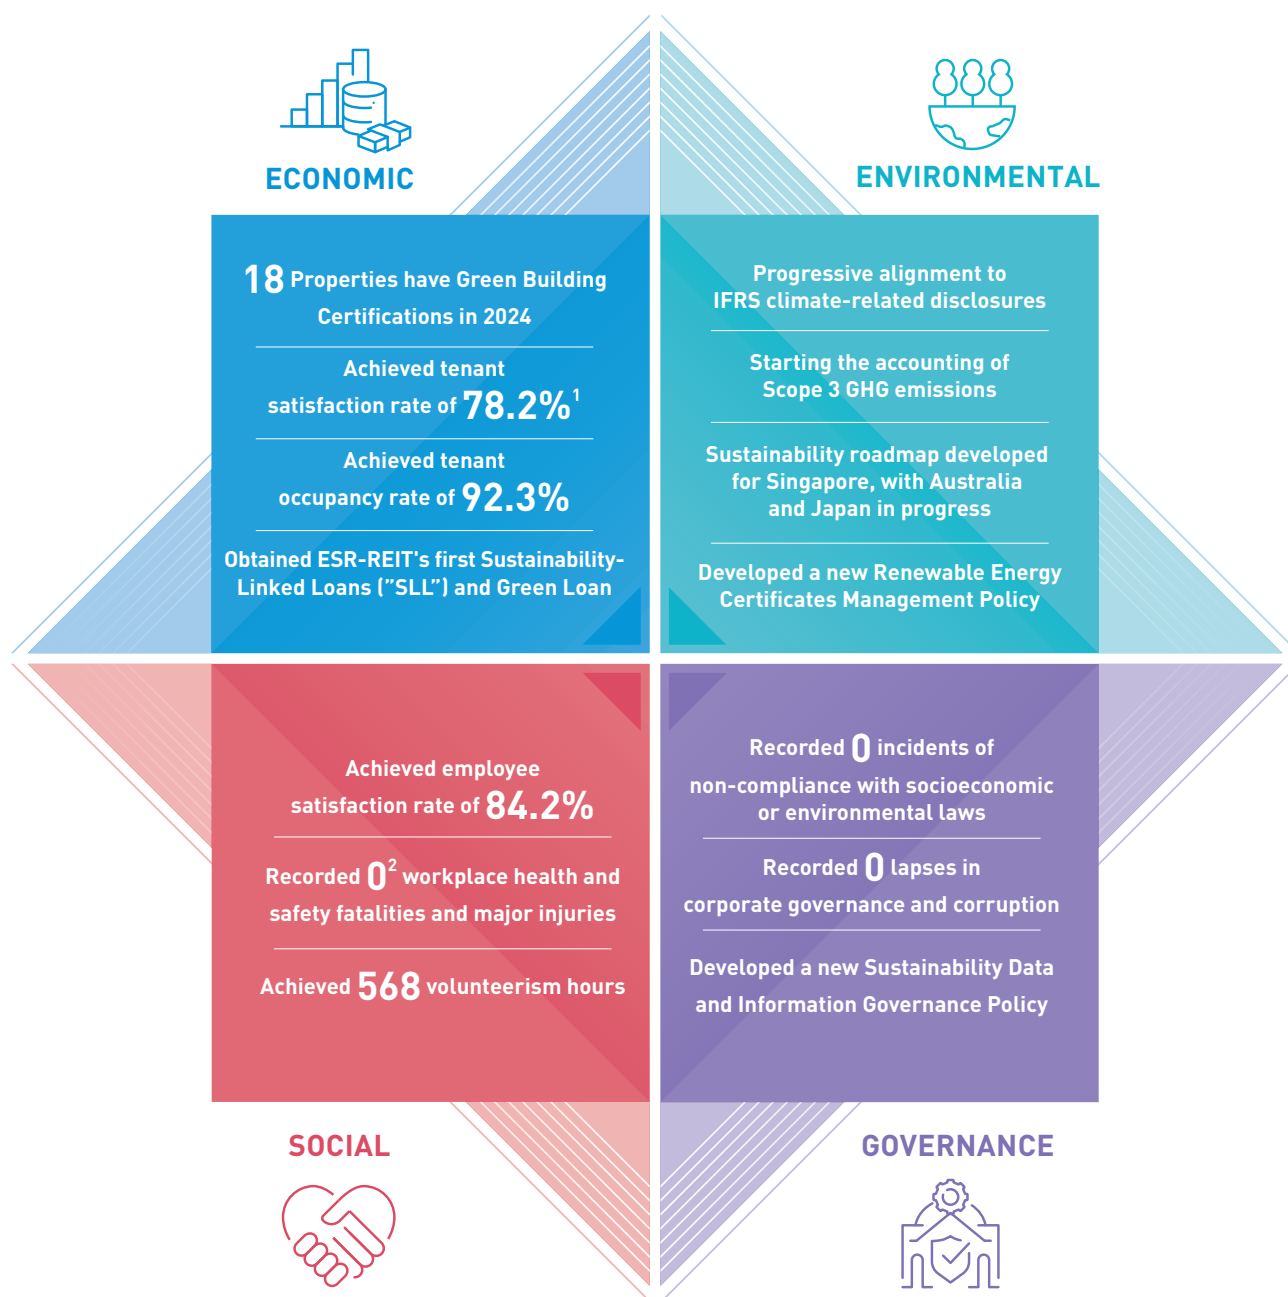 ECONOMIC
18 Properties have Green Building
Certifications in 2024
Achieved tenant
satisfaction rate of 78.2%1
Achieved tenant
occupancy rate of 92.3%
Obtained ESR-REIT's first Sustainability-
Linked Loans (”SLL”) and Green Loan
ENVIRONMENTAL
Progressive alignment to
IFRS climate-related disclosures
Starting the accounting of
Scope 3 GHG emissions
Sustainability roadmap developed
for Singapore, with Australia
and Japan in progress
Developed a new Renewable Energy
Certificates Management Policy
Achieved employee
satisfaction rate of 84.2%
Recorded 02 workplace health and
safety fatalities and major injuries
Achieved 568 volunteerism hours
SOCIAL
Recorded 0 incidents of
non-compliance with socioeconomic
or environmental laws
Recorded 0 lapses in
corporate governance and corruption
Developed a new Sustainability Data
and Information Governance Policy
GOVERNANCE